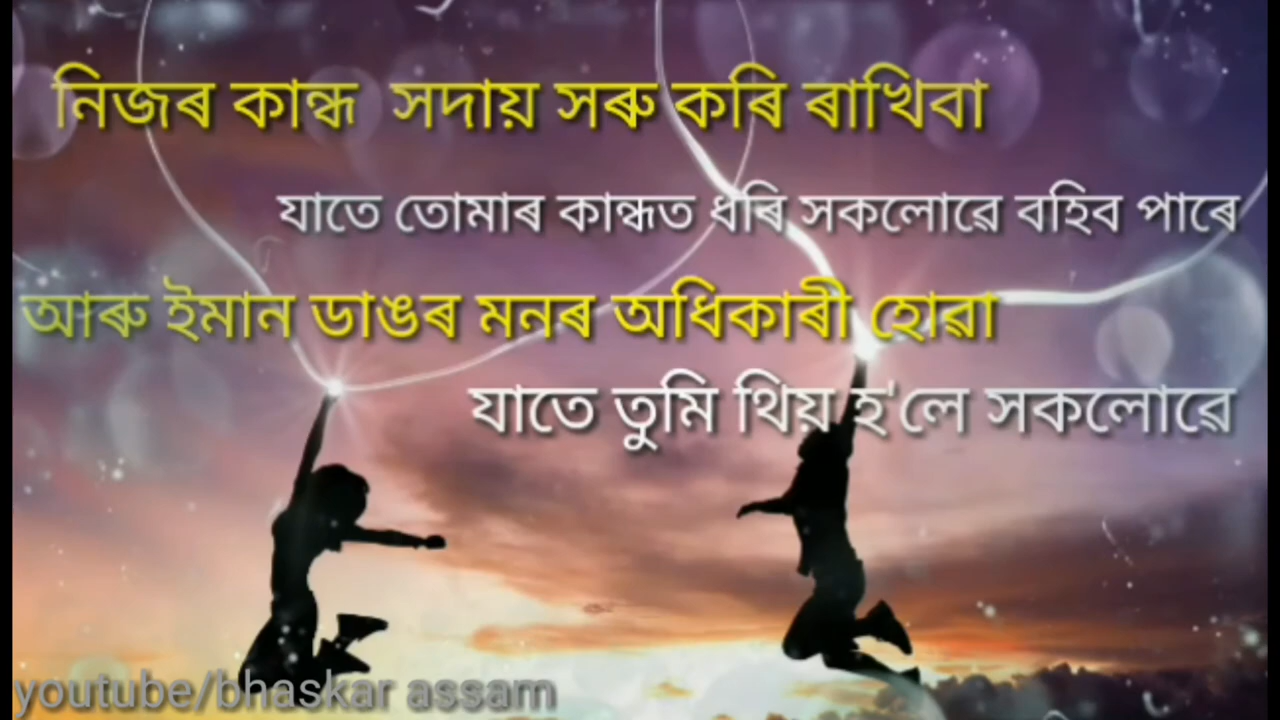 নিজৰ কান্ধ সদায় সৰু কৰি ৰাখিবা
যাতে তোমাৰ কান্ধত ধৰি সকলোৱে বহিব পাৰে
আৰু ইমান ডাঙৰ মনৰ অধিকাৰী হোৱা
যাতে তুমি থিয় হ'লে সকলোৱে
youtube/bhaskar assam